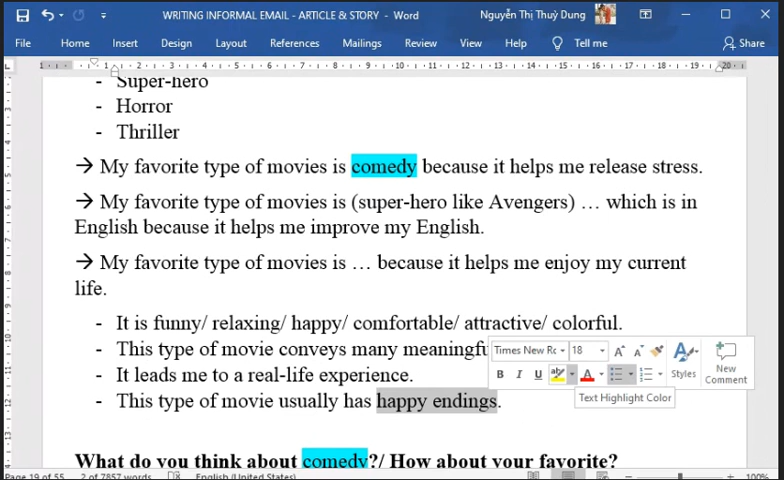 WRITING INFORMAL EMAIL - ARTICLE & STORY - Word
Nguyễn Thị Thuỳ Dung
File Home Insert Design Layout References Mailings Review View Help Tell me Share
- Super-hero
- Horror
- Thriller
→ My favorite type of movies is comedy because it helps me release stress.
→ My favorite type of movies is (super-hero like Avengers) … which is in
English because it helps me improve my English.
→ My favorite type of movies is … because it helps me enjoy my current
life.
- It is funny/ relaxing/ happy/ comfortable/ attractive/ colorful.
- This type of movie conveys many meaningfu
Times New Rc 18
B I U aby A Styles New
Comment
- It leads me to a real-life experience.
Text Highlight Color
- This type of movie usually has happy endings.
What do you think about comedy?/ How about your favorite?
Page 19 of 55 2 of 7857 words English (United States) 100%